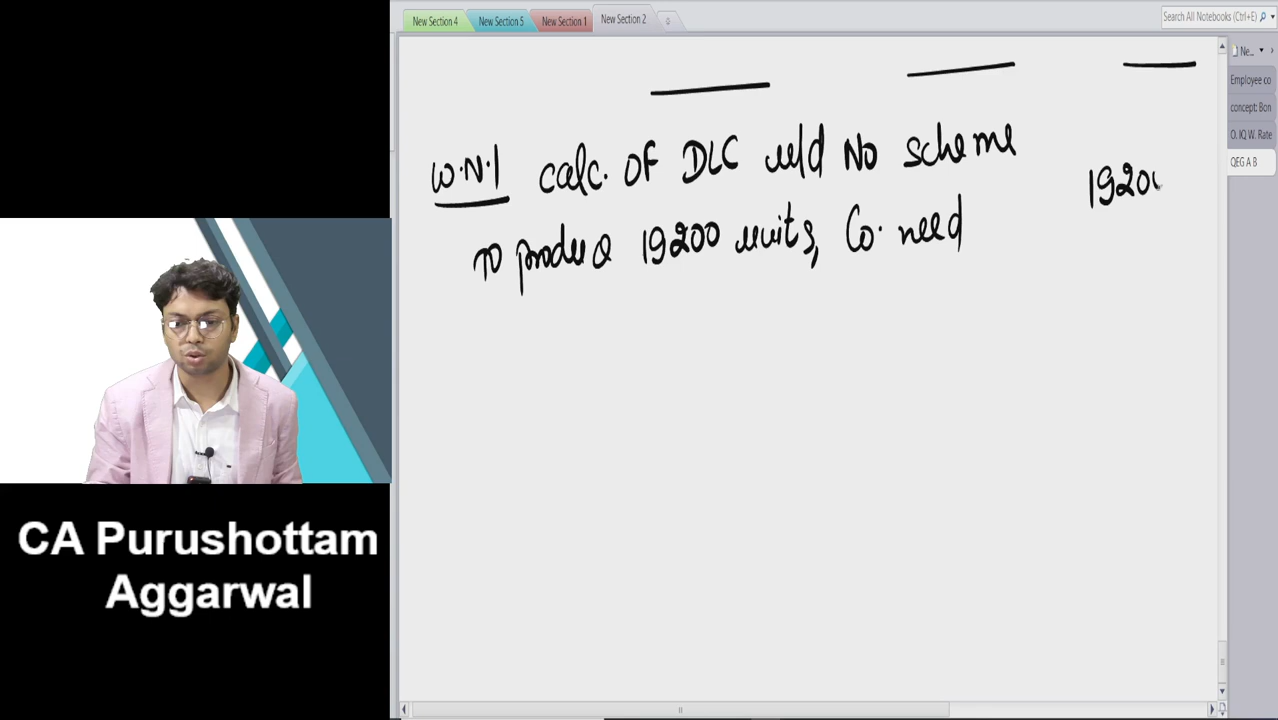 New Section 4 New Section 5 New Section 1 New Section 2
Search All Notebooks (Ctrl+E)
Ne...
Employee co
concept: Bon
O. IQ W. Rate
QEG A B
W.N.1 calc. OF DLC u/d No scheme
To produce 19200 units, Co. need
1920
CA Purushottam
Aggarwal